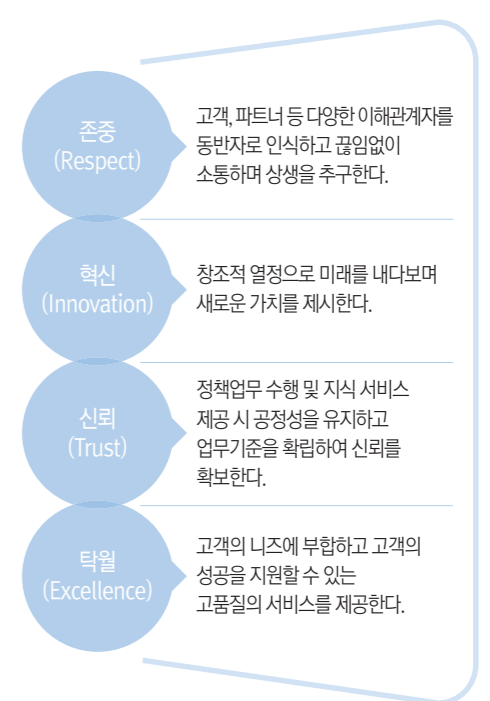 존중
(Respect)
고객, 파트너 등 다양한 이해관계자를
동반자로 인식하고 끊임없이
소통하며 상생을 추구한다.
혁신
(Innovation)
창조적 열정으로 미래를 내다보며
새로운 가치를 제시한다.
신뢰
(Trust)
정책업무 수행 및 지식 서비스
제공 시 공정성을 유지하고
업무기준을 확립하여 신뢰를
확보한다.
탁월
(Excellence)
고객의 니즈에 부합하고 고객의
성공을 지원할 수 있는
고품질의 서비스를 제공한다.